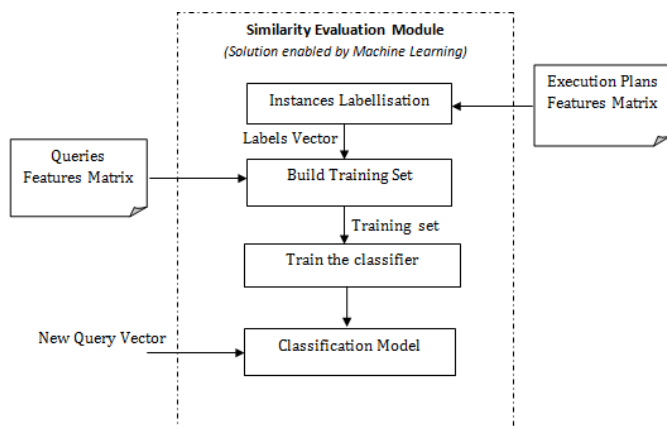 Similarity Evaluation Module
(Solution enabled by Machine Learning)
Execution Plans
Features Matrix
Instances Labellisation
Labels Vector
Queries
Features Matrix
Build Training Set
Training set
Train the classifier
New Query Vector
Classification Model